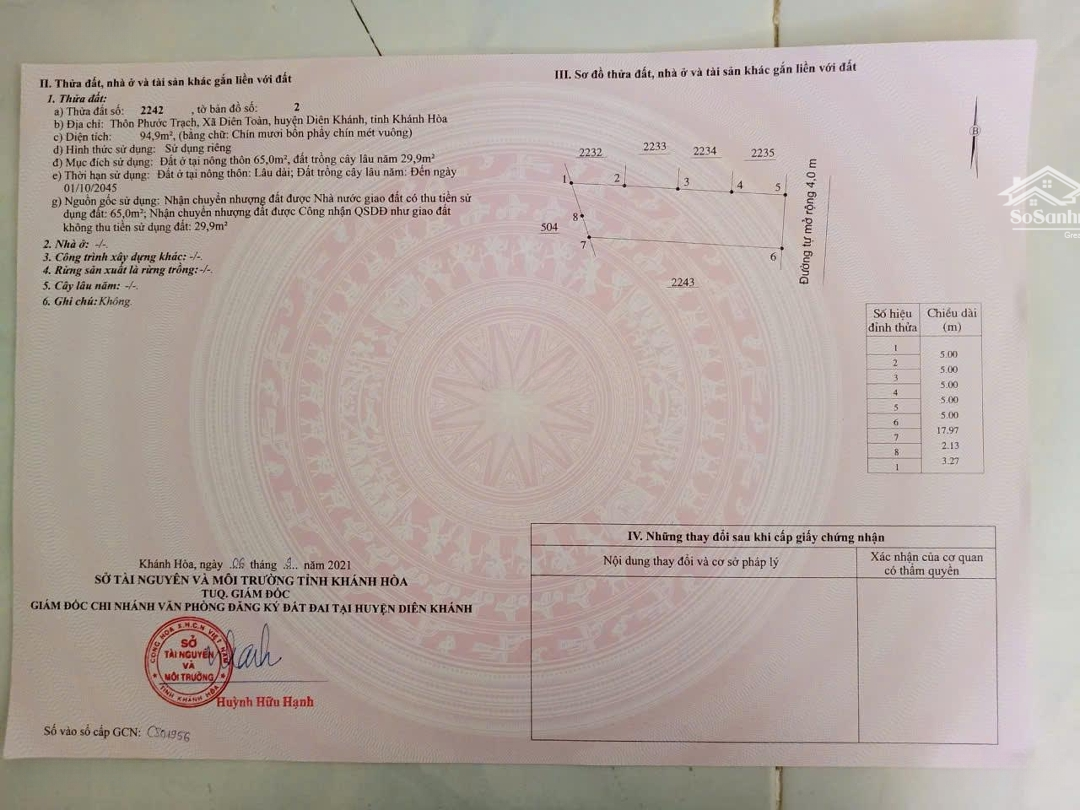 II. Thửa đất, nhà ở và tài sản khác gắn liền với đất
1. Thửa đất:
a) Thửa đất số: 2242 , tờ bản đồ số: 2
b) Địa chỉ: Thôn Phước Trạch, Xã Diên Toàn, huyện Diên Khánh, tỉnh Khánh Hòa
c) Diện tích: 94,9m², (bằng chữ: Chín mươi bốn phẩy chín mét vuông)
d) Hình thức sử dụng: Sử dụng riêng
đ) Mục đích sử dụng: Đất ở tại nông thôn 65,0m², đất trồng cây lâu năm 29,9m²
e) Thời hạn sử dụng: Đất ở tại nông thôn: Lâu dài; Đất trồng cây lâu năm: Đến ngày
01/10/2045
g) Nguồn gốc sử dụng: Nhận chuyển nhượng đất được Nhà nước giao đất có thu tiền sử
dụng đất: 65,0m²; Nhận chuyển nhượng đất được Công nhận QSDĐ như giao đất
không thu tiền sử dụng đất: 29,9m²
2. Nhà ở: -/-.
3. Công trình xây dựng khác: -/-.
4. Rừng sản xuất là rừng trồng:-/-.
5. Cây lâu năm: -/-.
6. Ghi chú:Không.
III. Sơ đồ thửa đất, nhà ở và tài sản khác gắn liền với đất
B
2232 2233 2234 2235
1 2 3 4 5
8
504
7 6
2243
Đường tự mở rộng 4,0 m
SoSanh
Số hiệu Chiều dài
đỉnh thửa (m)
1
5.00
2
5.00
3
5.00
4
5.00
5
5.00
6
17.97
7
2.13
8
3.27
1
IV. Những thay đổi sau khi cấp giấy chứng nhận
Nội dung thay đổi và cơ sở pháp lý
Xác nhận của cơ quan
có thẩm quyền
Khánh Hòa, ngày 06 tháng 9 năm 2021
SỞ TÀI NGUYÊN VÀ MÔI TRƯỜNG TỈNH KHÁNH HÒA
TUQ. GIÁM ĐỐC
GIÁM ĐỐC CHI NHÁNH VĂN PHÒNG ĐĂNG KÝ ĐẤT ĐAI TẠI HUYỆN DIÊN KHÁNH
CỘNG HÒA X.H.C.N VIỆT NAM
SỞ
TÀI NGUYÊN
VÀ
MÔI TRƯỜNG
TỈNH KHÁNH HÒA
Huỳnh Hữu Hạnh
Số vào sổ cấp GCN: CS01956